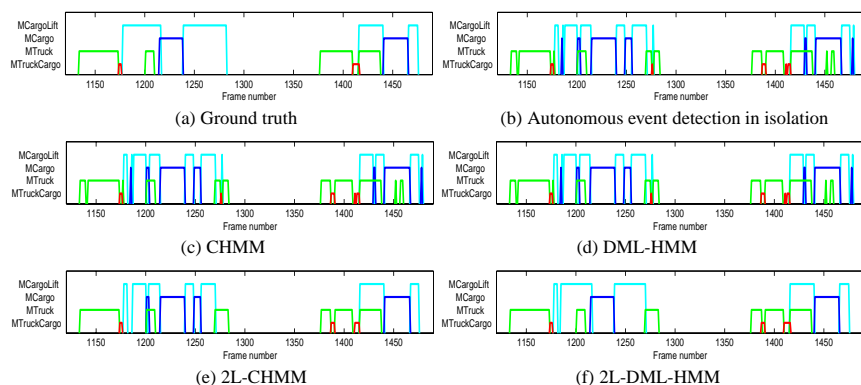 MCargoLift
MCargo
MTruck
MTruckCargo
1150 1200 1250 1300 1350 1400 1450
Frame number
(a) Ground truth
MCargoLift
MCargo
MTruck
MTruckCargo
1150 1200 1250 1300 1350 1400 1450
Frame number
(b) Autonomous event detection in isolation
MCargoLift
MCargo
MTruck
MTruckCargo
1150 1200 1250 1300 1350 1400 1450
Frame number
(c) CHMM
MCargoLift
MCargo
MTruck
MTruckCargo
1150 1200 1250 1300 1350 1400 1450
Frame number
(d) DML-HMM
MCargoLift
MCargo
MTruck
MTruckCargo
1150 1200 1250 1300 1350 1400 1450
Frame number
(e) 2L-CHMM
MCargoLift
MCargo
MTruck
MTruckCargo
1150 1200 1250 1300 1350 1400 1450
Frame number
(f) 2L-DML-HMM